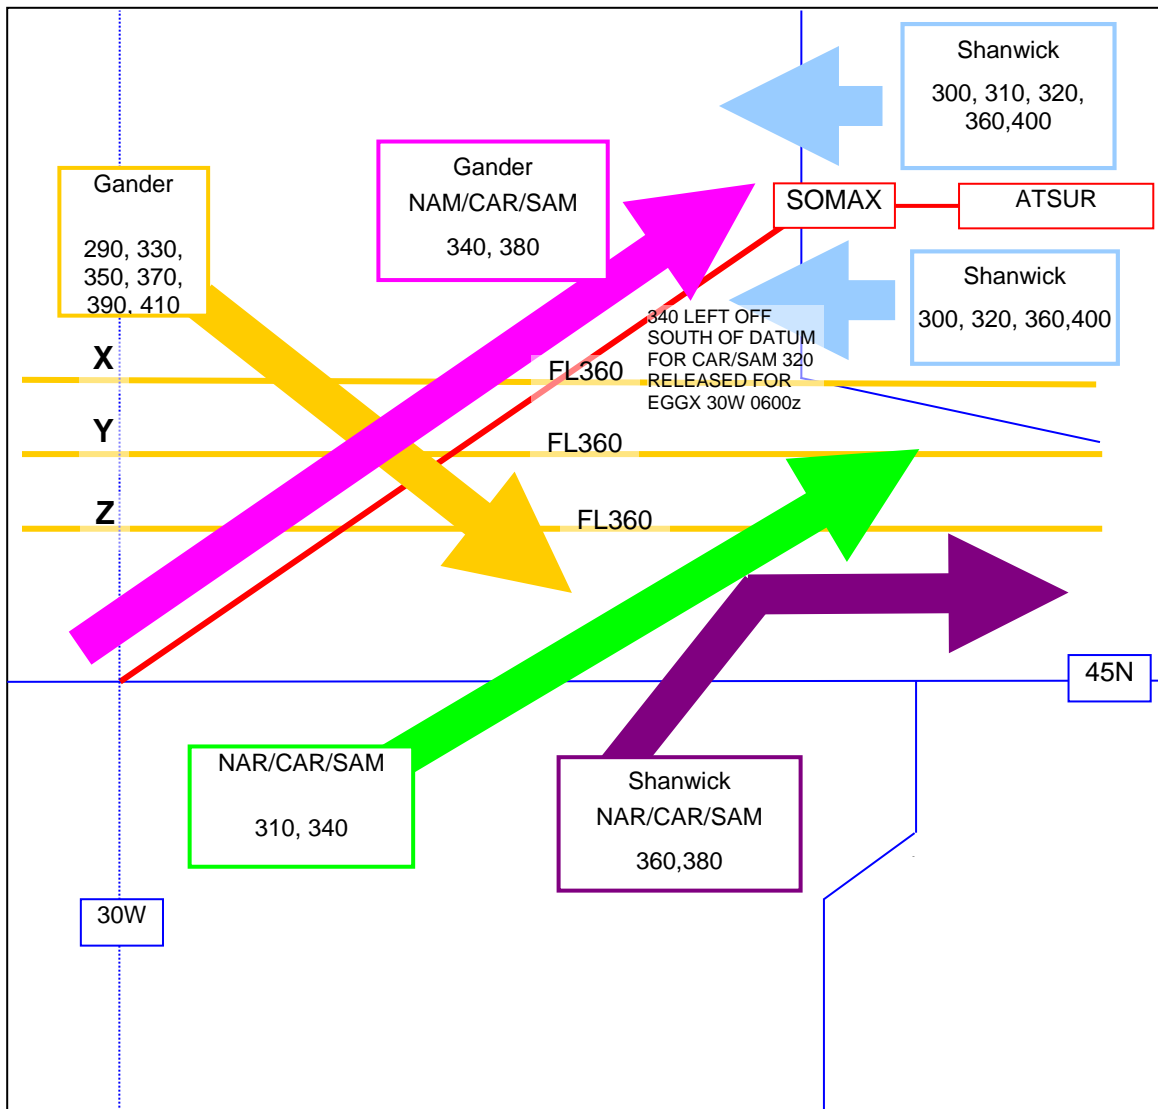 Shanwick
300, 310, 320,
360,400
Gander
NAM/CAR/SAM
340, 380
Gander
290, 330,
350, 370,
390, 410
SOMAX
ATSUR
Shanwick
300, 320, 360,400
340 LEFT OFF
SOUTH OF DATUM
FOR CAR/SAM 320
RELEASED FOR
EGGX 30W 0600z
X
FL360
Y
FL360
Z
FL360
45N
NAR/CAR/SAM
310, 340
Shanwick
NAR/CAR/SAM
360,380
30W